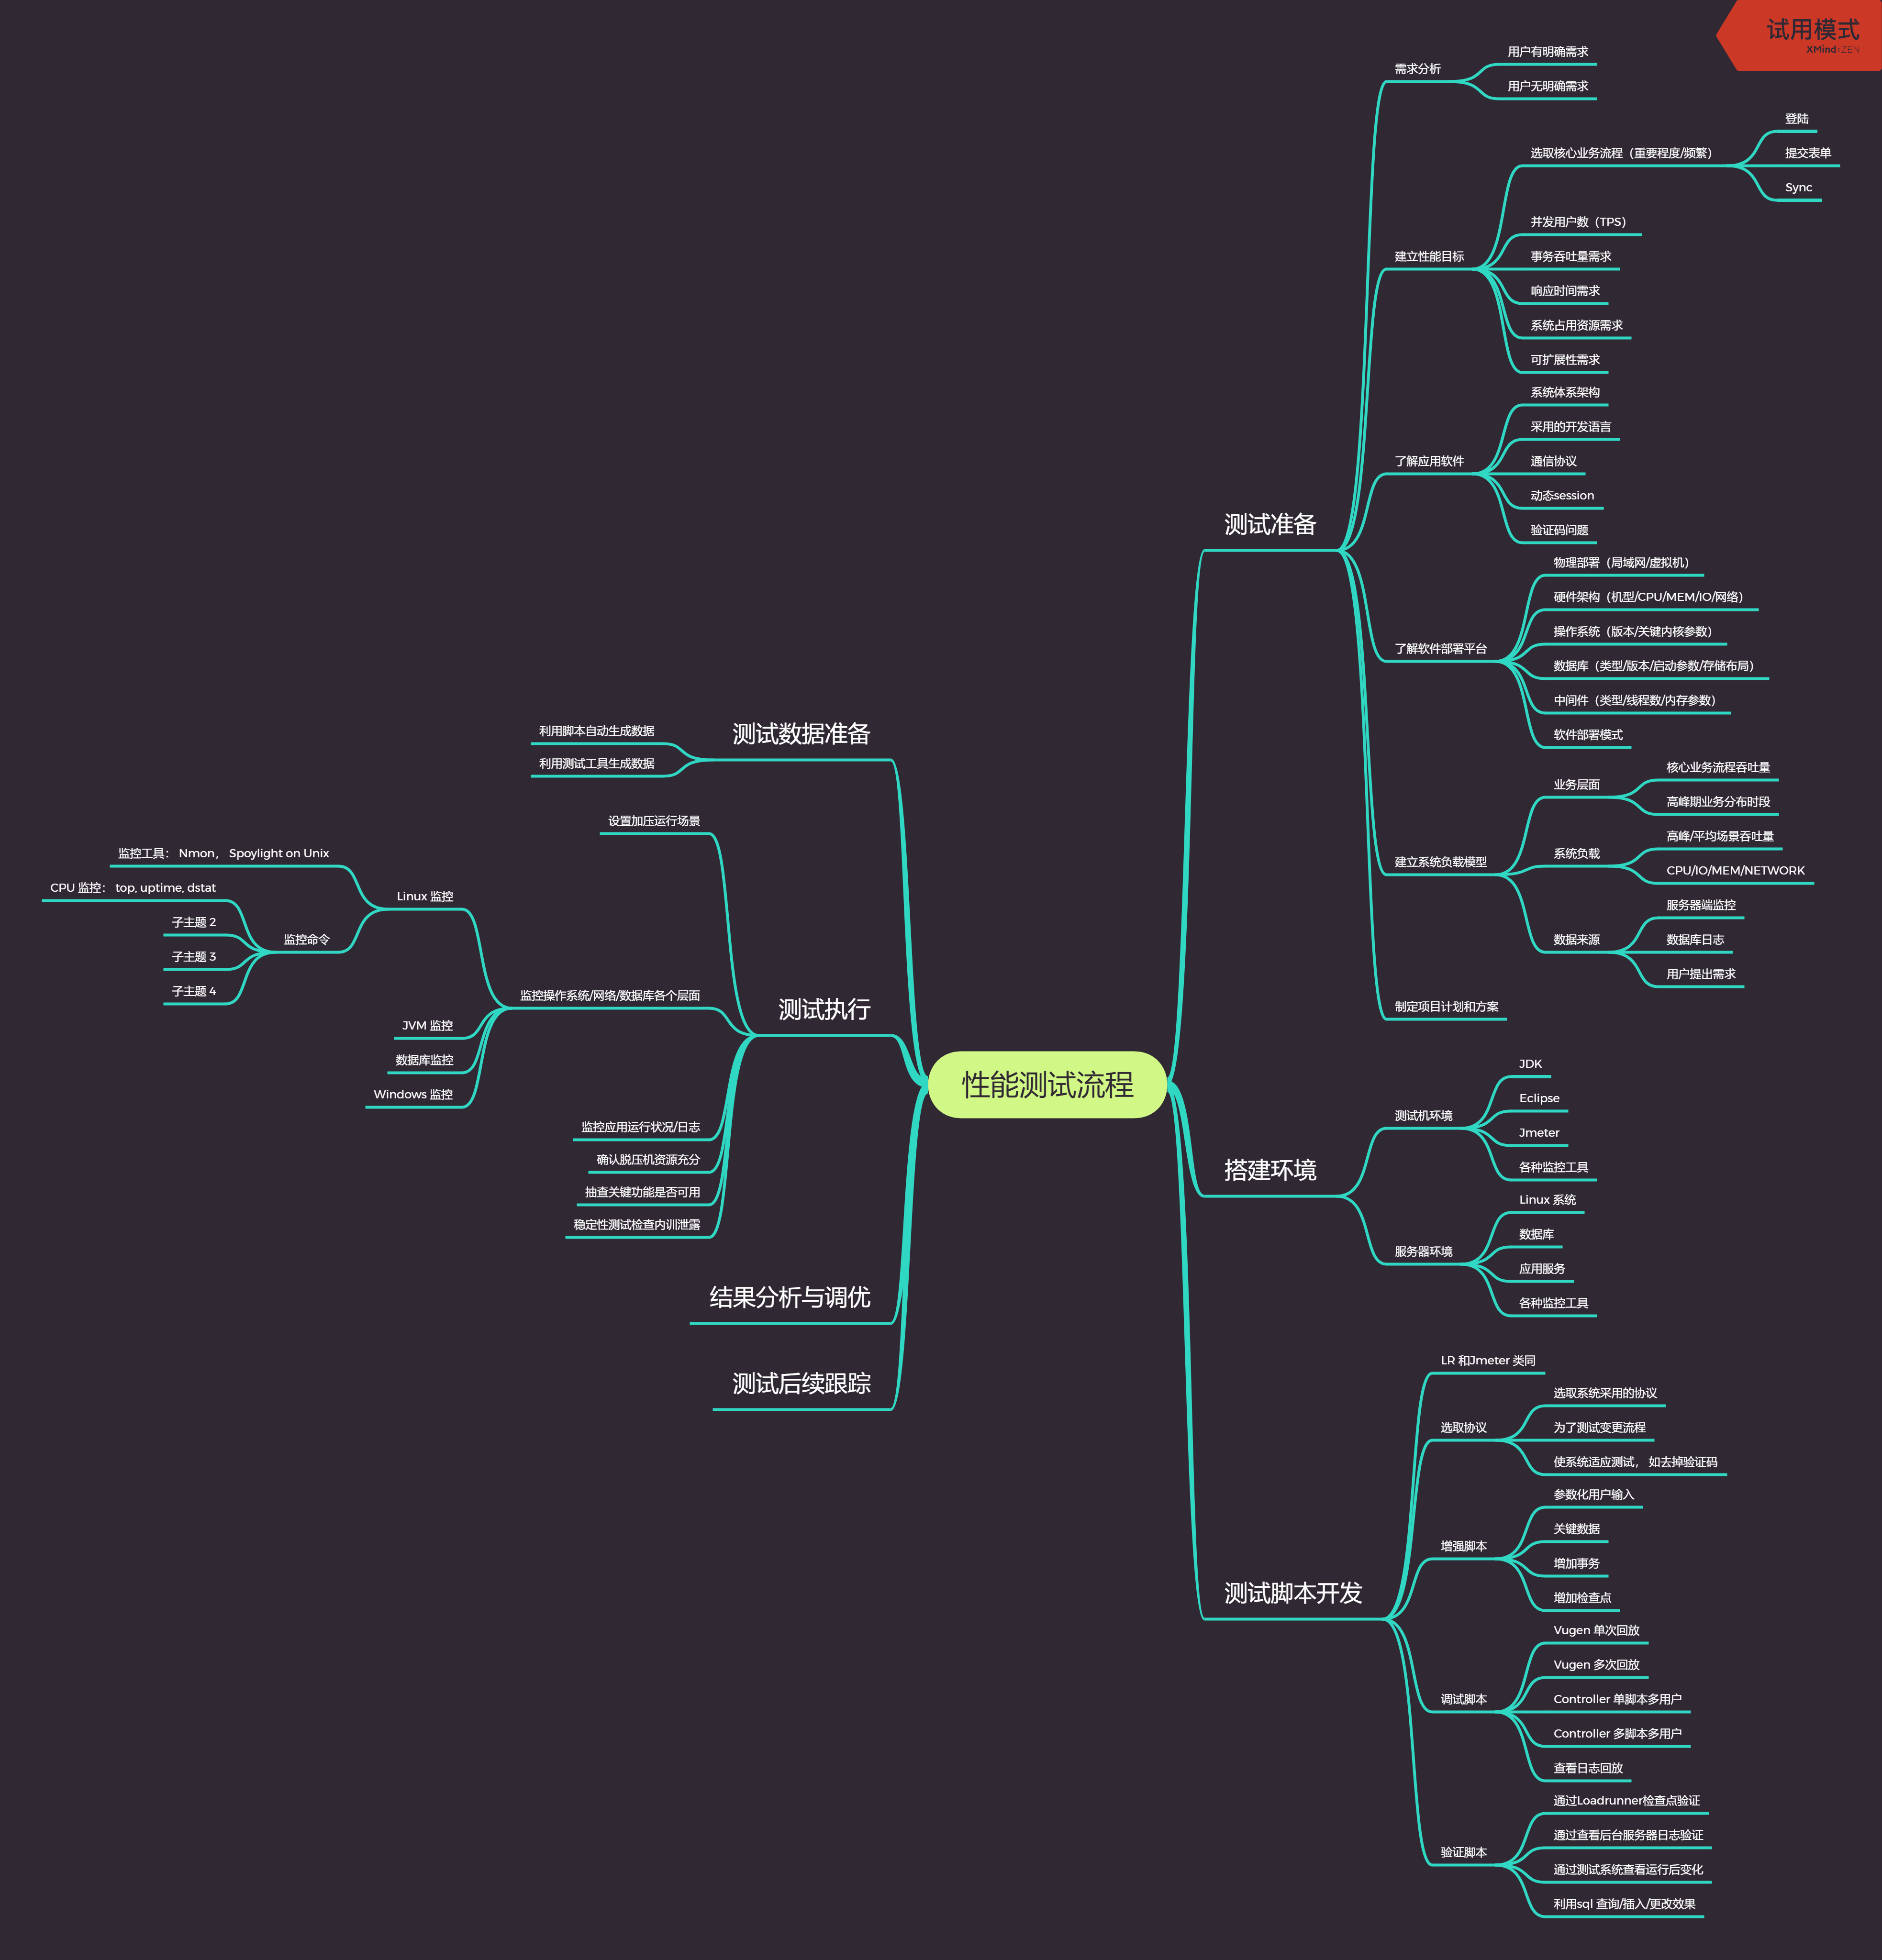 试用模式
XMind:ZEN
性能测试流程
测试准备
需求分析
用户有明确需求
用户无明确需求
建立性能目标
选取核心业务流程（重要程度/频繁）
登陆
提交表单
Sync
并发用户数（TPS）
事务吞吐量需求
响应时间需求
系统占用资源需求
可扩展性需求
了解应用软件
系统体系架构
采用的开发语言
通信协议
动态session
验证码问题
了解软件部署平台
物理部署（局域网/虚拟机）
硬件架构（机型/CPU/MEM/IO/网络）
操作系统（版本/关键内核参数）
数据库（类型/版本/启动参数/存储布局）
中间件（类型/线程数/内存参数）
软件部署模式
建立系统负载模型
业务层面
核心业务流程吞吐量
高峰期业务分布时段
系统负载
高峰/平均场景吞吐量
CPU/IO/MEM/NETWORK
数据来源
服务器端监控
数据库日志
用户提出需求
制定项目计划和方案
搭建环境
测试机环境
JDK
Eclipse
Jmeter
各种监控工具
服务器环境
Linux 系统
数据库
应用服务
各种监控工具
测试脚本开发
LR 和Jmeter 类同
选取协议
选取系统采用的协议
为了测试变更流程
使系统适应测试， 如去掉验证码
增强脚本
参数化用户输入
关键数据
增加事务
增加检查点
调试脚本
Vugen 单次回放
Vugen 多次回放
Controller 单脚本多用户
Controller 多脚本多用户
查看日志回放
验证脚本
通过Loadrunner检查点验证
通过查看后台服务器日志验证
通过测试系统查看运行后变化
利用sql 查询/插入/更改效果
测试数据准备
利用脚本自动生成数据
利用测试工具生成数据
测试执行
设置加压运行场景
监控操作系统/网络/数据库各个层面
Linux 监控
监控工具： Nmon， Spoylight on Unix
监控命令
CPU 监控： top, uptime, dstat
子主题 2
子主题 3
子主题 4
JVM 监控
数据库监控
Windows 监控
监控应用运行状况/日志
确认脱压机资源充分
抽查关键功能是否可用
稳定性测试检查内训泄露
结果分析与调优
测试后续跟踪